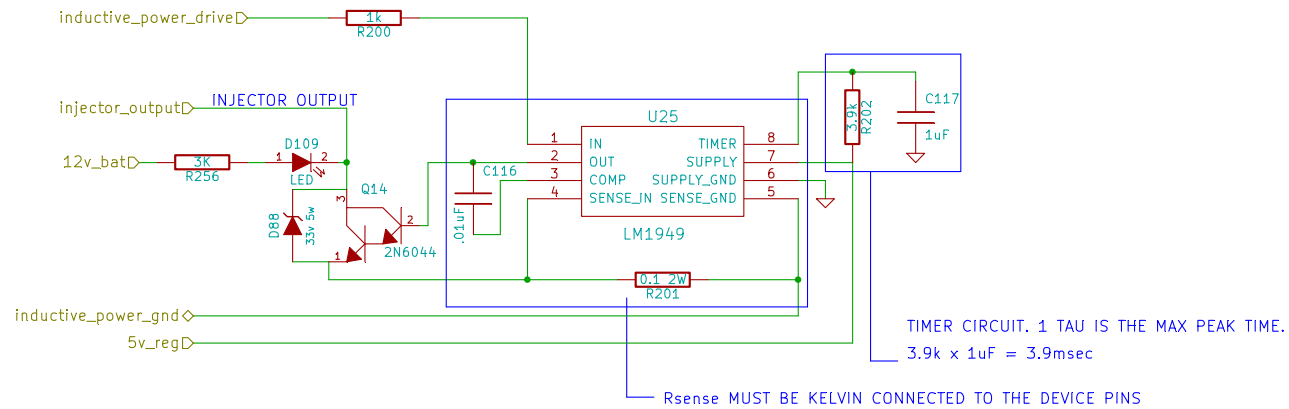 inductive_power_drive
1k
R200
injector_output
INJECTOR OUTPUT
12v_bat
3K
R256
D109
1
2
LED
D88
33v 5w
Q14
3
2
1
2N6044
C116
.01uF
U25
1 IN
2 OUT
3 COMP
4 SENSE_IN
TIMER 8
SUPPLY 7
SUPPLY_GND 6
SENSE_GND 5
LM1949
0.1 2W
R201
3.9k
R202
C117
1uF
inductive_power_gnd
5v_reg
TIMER CIRCUIT. 1 TAU IS THE MAX PEAK TIME.
3.9k x 1uF = 3.9msec
Rsense MUST BE KELVIN CONNECTED TO THE DEVICE PINS